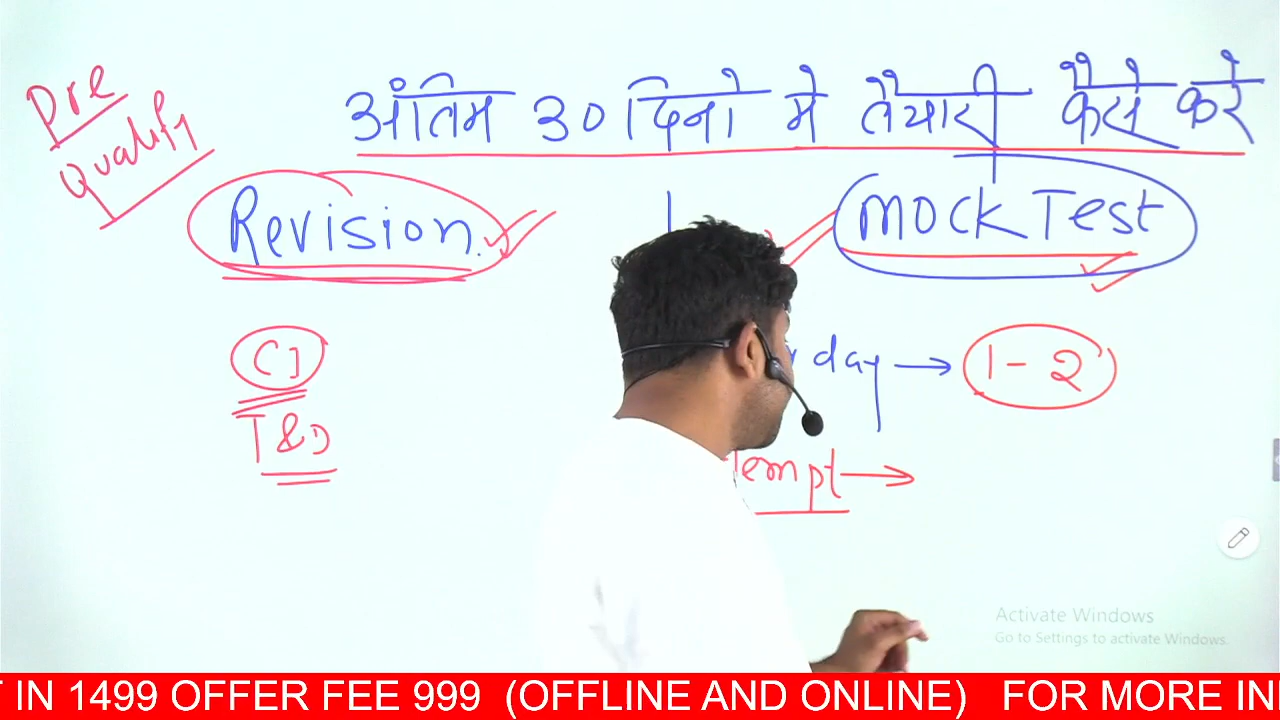 अंतिम 30 दिनो मे तैयारी कैसे करे
Pre
Qualify
Revision
Mock Test
CI
T&D
day → 1-2
tempt →
Activate Windows
Go to Settings to activate Windows.
T IN 1499 OFFER FEE 999 (OFFLINE AND ONLINE) FOR MORE IN